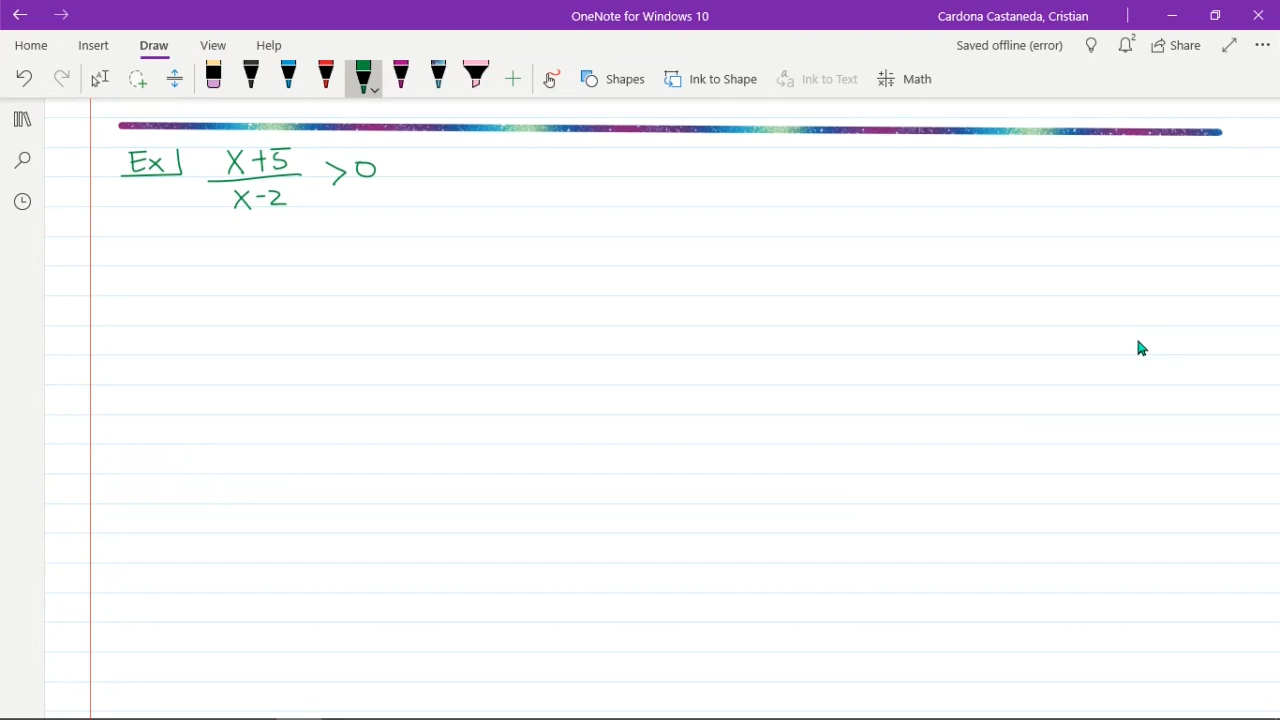 OneNote for Windows 10
Cardona Castaneda, Cristian
Home Insert Draw View Help
Saved offline (error) 2 Share
Shapes Ink to Shape Ink to Text Math
Ex 1 x+5 / x-2 > 0